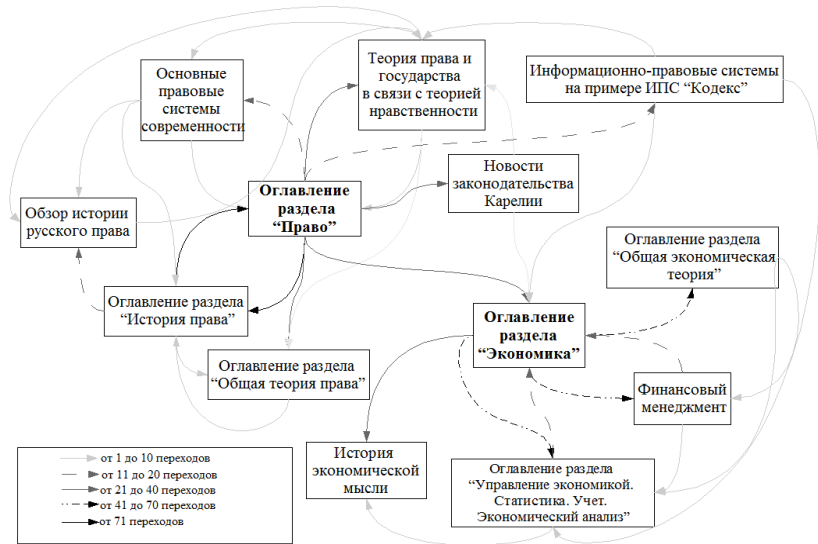 Теория права и
государства
в связи с теорией
нравственности
Информационно-правовые системы
на примере ИПС “Кодекс”
Основные
правовые
системы
современности
Новости
законодательства
Карелии
Оглавление
раздела
“Право”
Обзор истории
русского права
Оглавление раздела
“Общая экономическая
теория”
Оглавление раздела
“История права”
Оглавление
раздела
“Экономика”
Оглавление раздела
“Общая теория права”
Финансовый
менеджмент
История
экономической
мысли
Оглавление раздела
“Управление экономикой.
Статистика. Учет.
Экономический анализ”
от 1 до 10 переходов
от 11 до 20 переходов
от 21 до 40 переходов
от 41 до 70 переходов
от 71 переходов